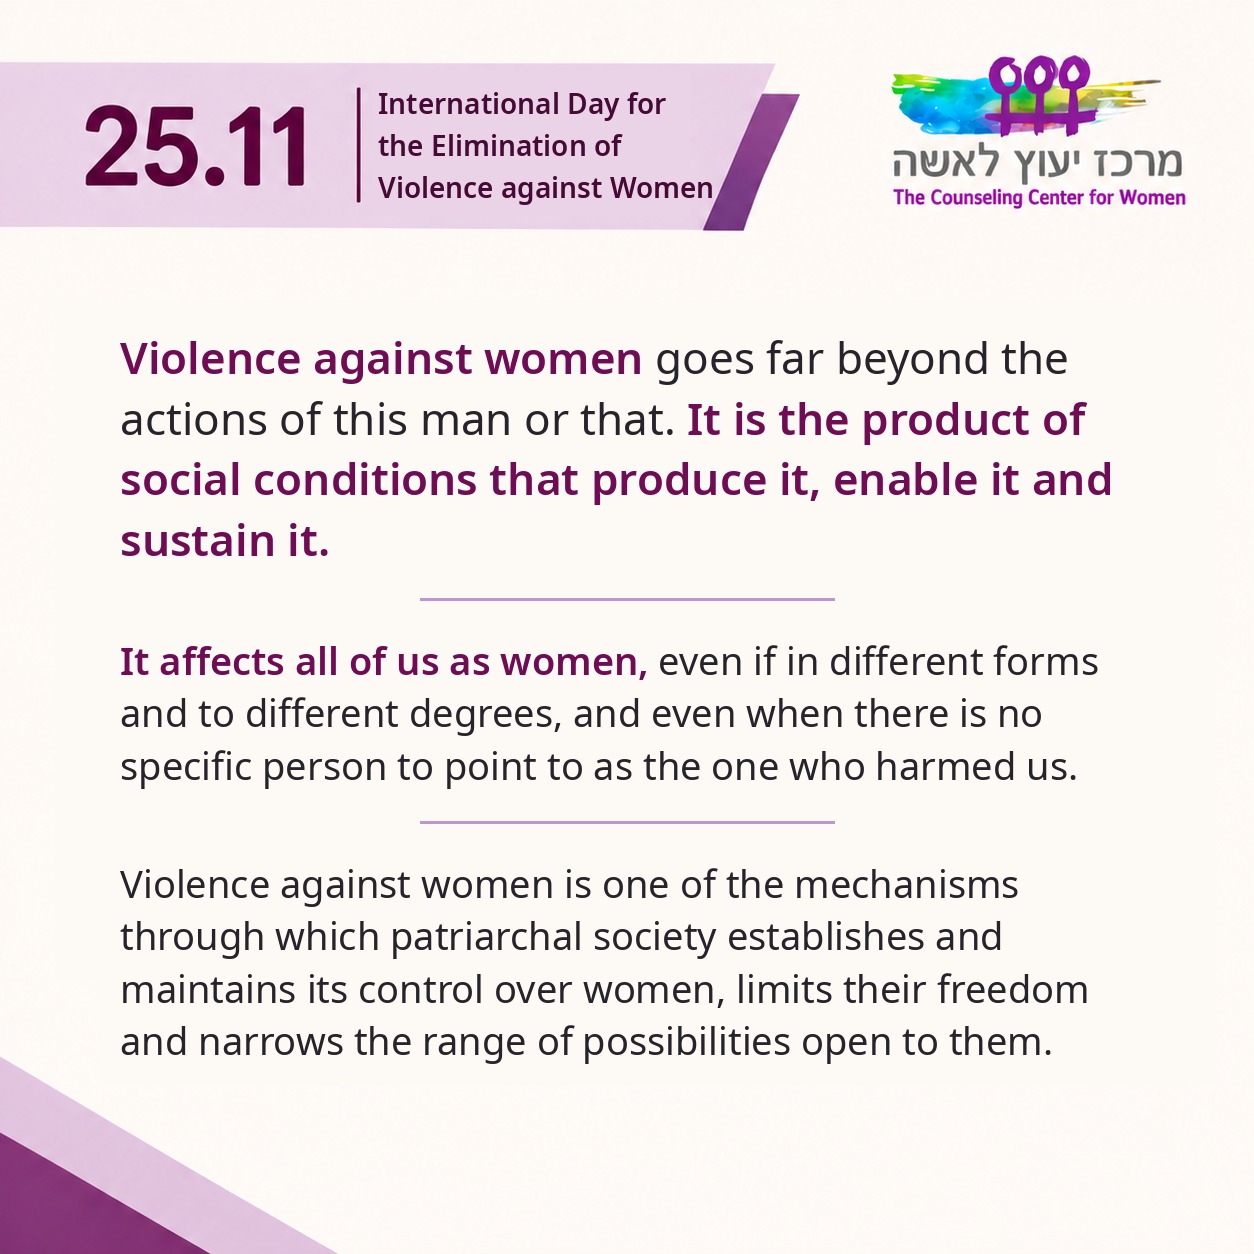 25.11
International Day for
the Elimination of
Violence against Women
מרכז יעוץ לאשה
The Counseling Center for Women
Violence against women goes far beyond the
actions of this man or that. It is the product of
social conditions that produce it, enable it and
sustain it.
It affects all of us as women, even if in different forms
and to different degrees, and even when there is no
specific person to point to as the one who harmed us.
Violence against women is one of the mechanisms
through which patriarchal society establishes and
maintains its control over women, limits their freedom
and narrows the range of possibilities open to them.